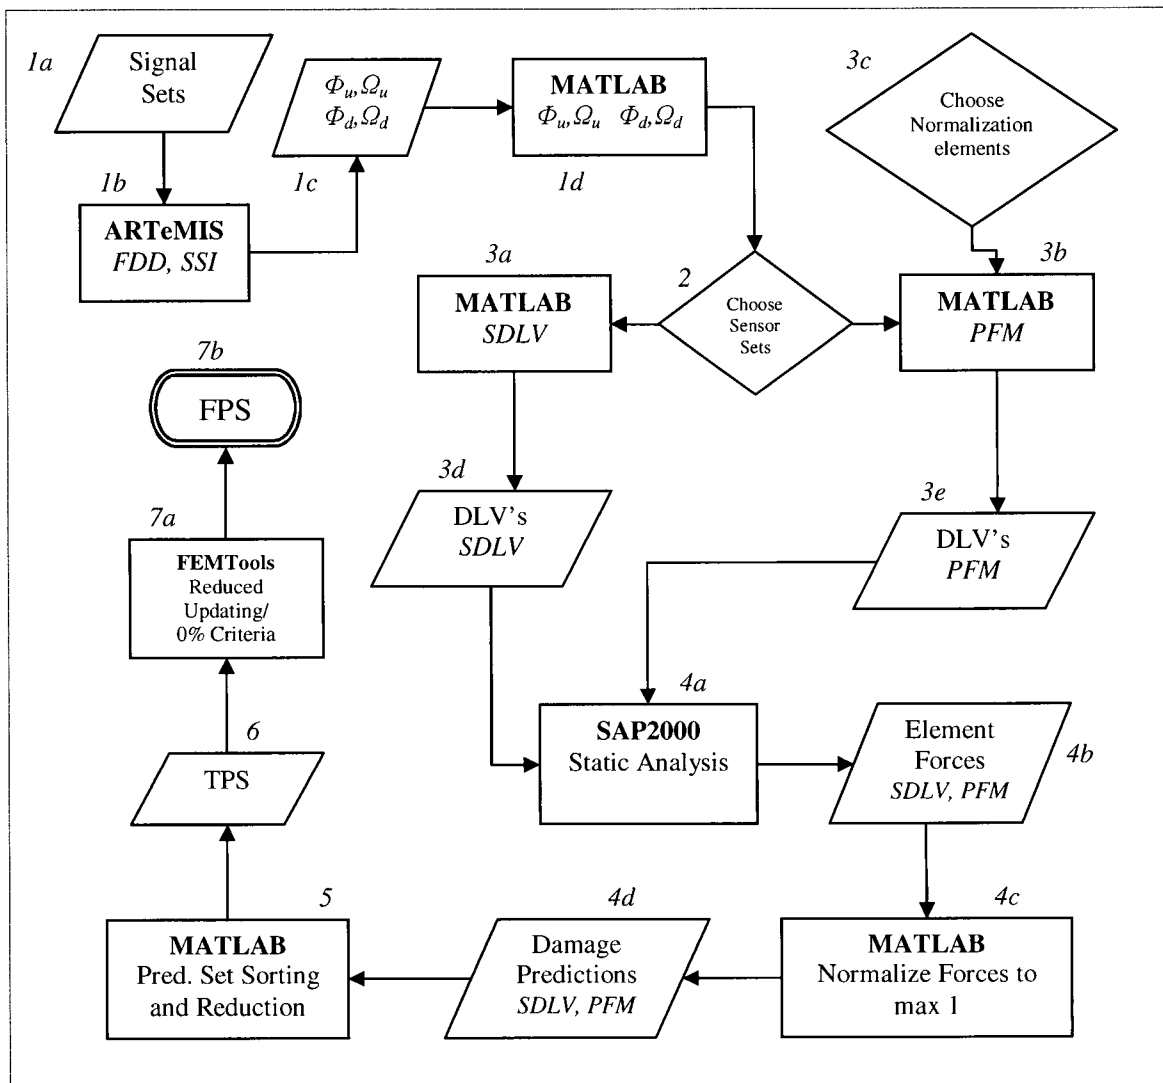 1a
Signal
Sets
1b
ARTeMIS
FDD, SSI
1c
Φu,Ωu
Φd,Ωd
1d
MATLAB
Φu,Ωu Φd,Ωd
2
Choose
Sensor
Sets
3a
MATLAB
SDLV
3b
MATLAB
PFM
3c
Choose
Normalization
elements
3d
DLV's
SDLV
3e
DLV's
PFM
4a
SAP2000
Static Analysis
4b
Element
Forces
SDLV, PFM
4c
MATLAB
Normalize Forces to
max 1
4d
Damage
Predictions
SDLV, PFM
5
MATLAB
Pred. Set Sorting
and Reduction
6
TPS
7a
FEMTools
Reduced
Updating/
0% Criteria
7b
FPS